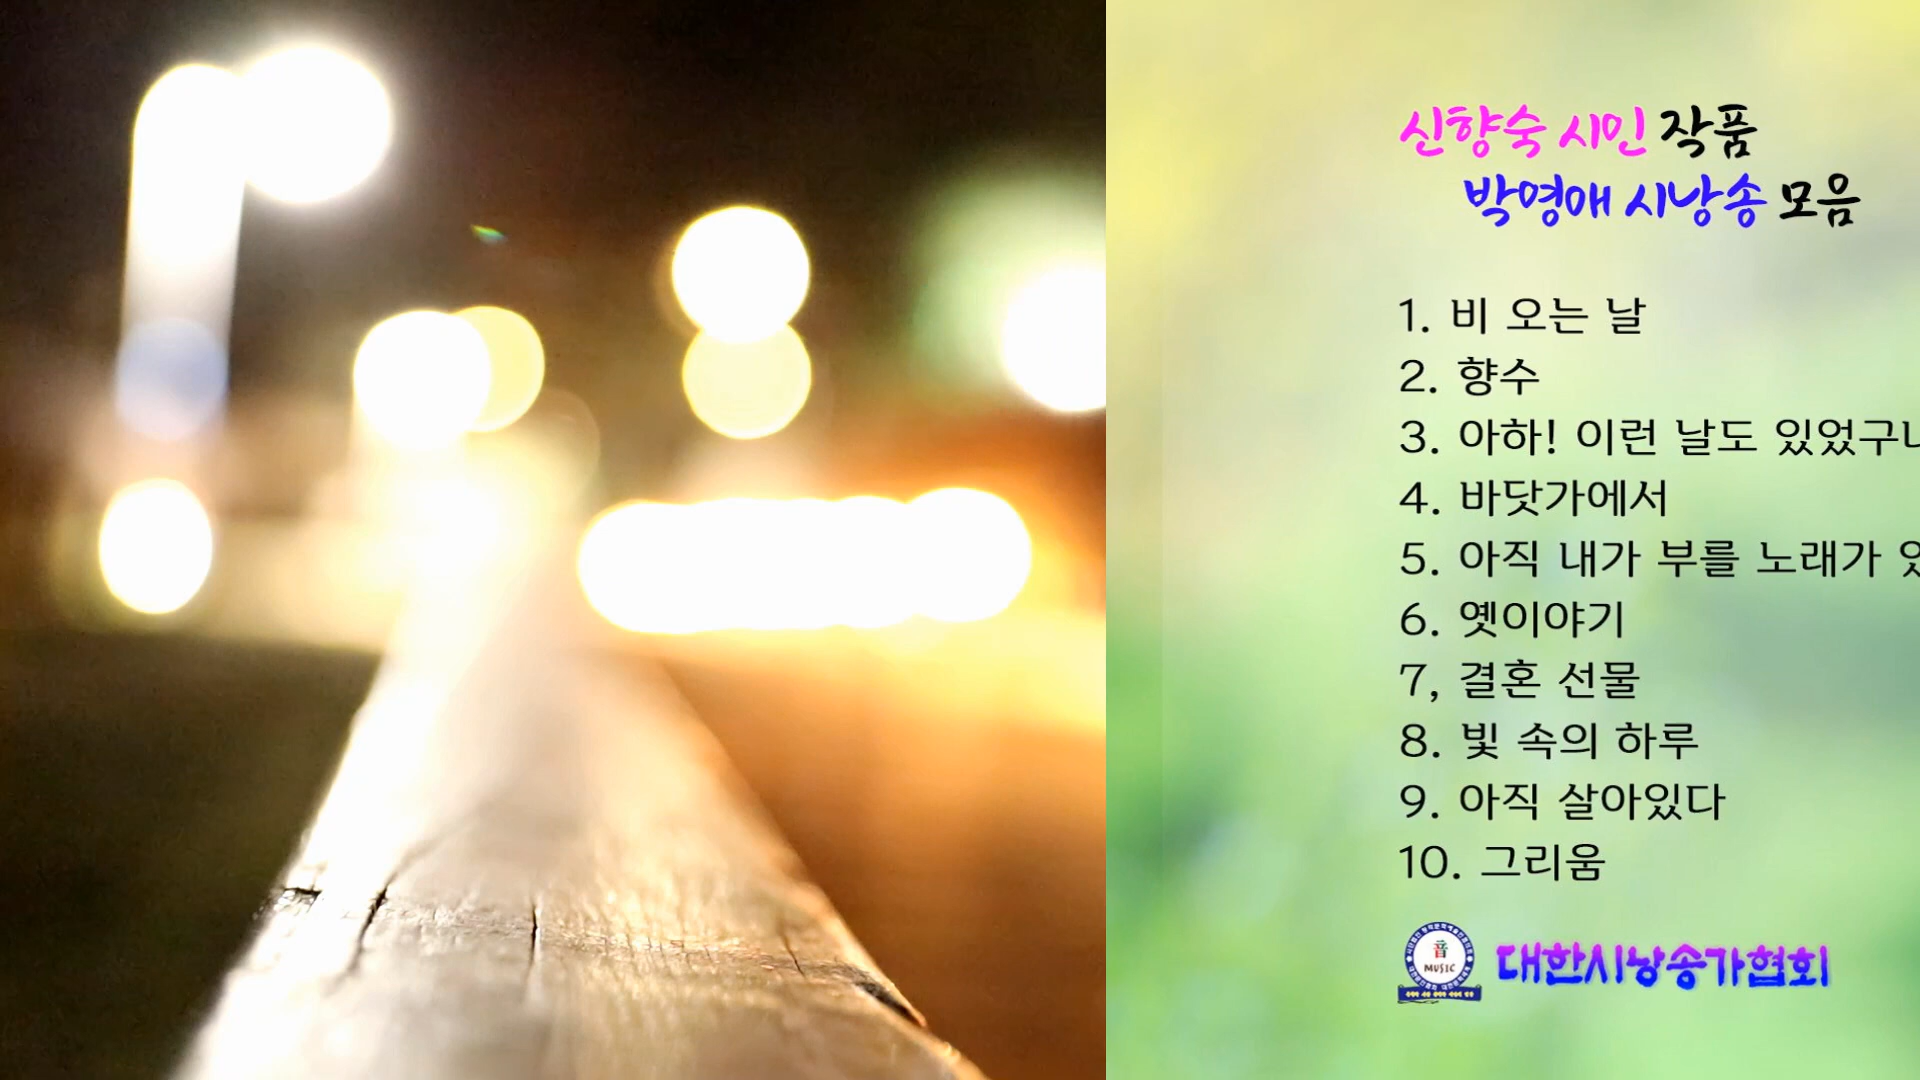 신향숙 시인 작품
박영애 시낭송 모음
1. 비 오는 날
2. 향수
3. 아하! 이런 날도 있었구나
4. 바닷가에서
5. 아직 내가 부를 노래가
6. 옛이야기
7, 결혼 선물
8. 빛 속의 하루
9. 아직 살아있다
10. 그리움
音
MUSIC
대한시낭송가협회